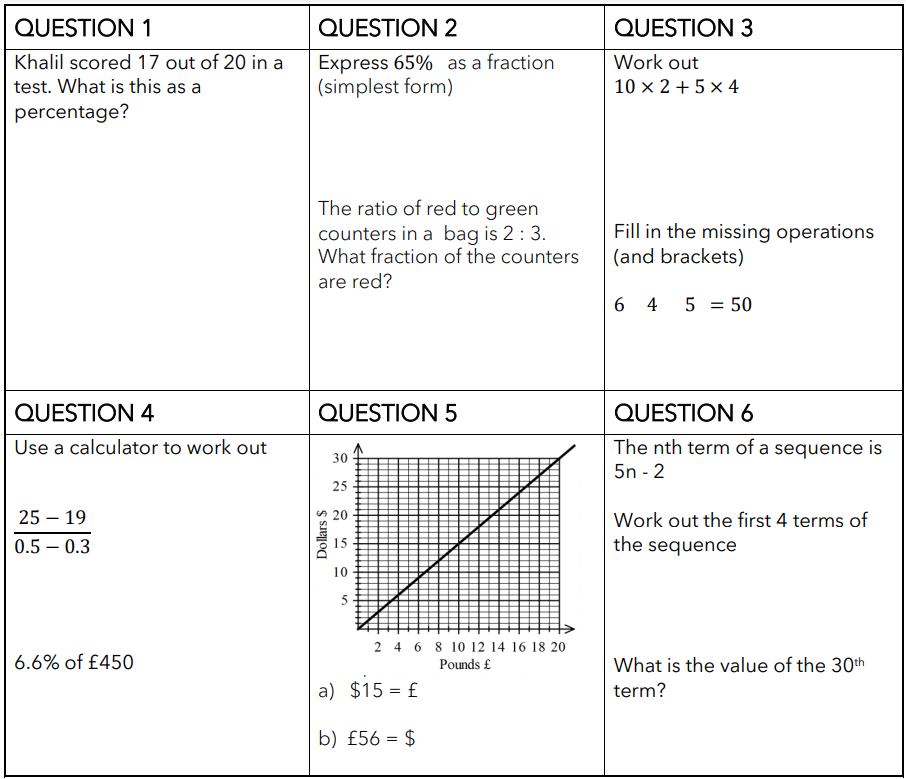 QUESTION 1
Khalil scored 17 out of 20 in a
test. What is this as a
percentage?
QUESTION 2
Express 65% as a fraction
(simplest form)
The ratio of red to green
counters in a bag is 2 : 3.
What fraction of the counters
are red?
QUESTION 3
Work out
10 × 2 + 5 × 4
Fill in the missing operations
(and brackets)
6 4 5 = 50
QUESTION 4
Use a calculator to work out
25 − 19
0.5 − 0.3
6.6% of £450
QUESTION 5
30
25
20
15
10
5
Dollars $
2 4 6 8 10 12 14 16 18 20
Pounds £
a) $15 = £
b) £56 = $
QUESTION 6
The nth term of a sequence is
5n - 2
Work out the first 4 terms of
the sequence
What is the value of the 30th
term?